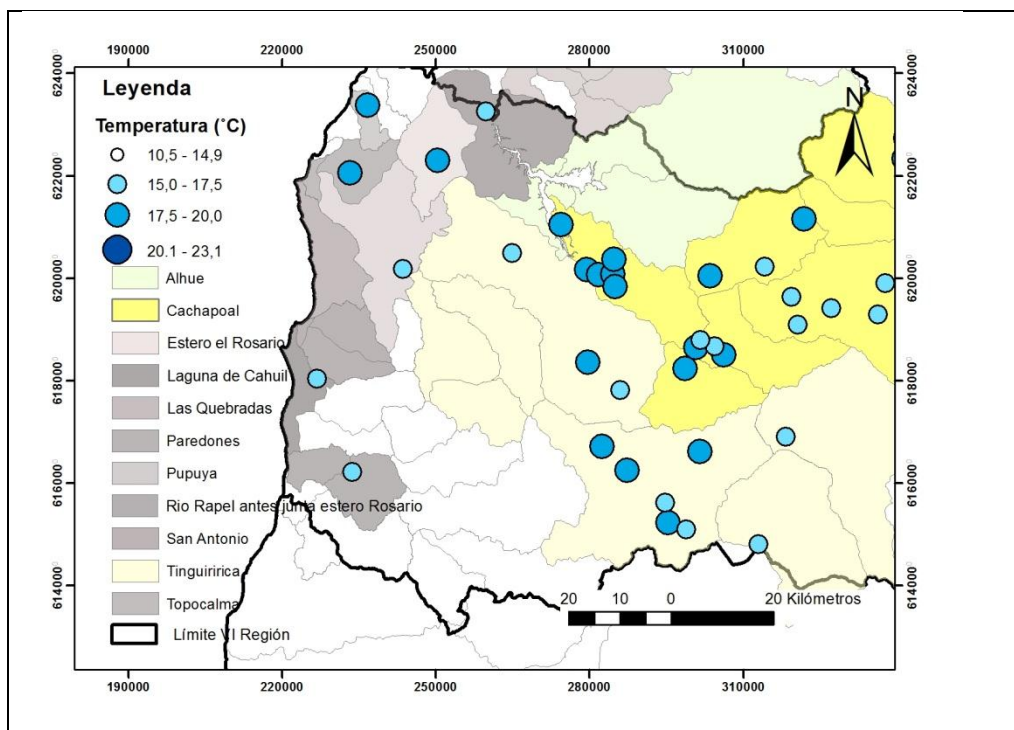 190000 220000 250000 280000 310000
6240000
6220000
6200000
6180000
6160000
6140000
Leyenda
Temperatura (˚C)
10,5 - 14,9
15,0 - 17,5
17,5 - 20,0
20.1 - 23,1
Alhue
Cachapoal
Estero el Rosario
Laguna de Cahuil
Las Quebradas
Paredones
Pupuya
Rio Rapel antes junta estero Rosario
San Antonio
Tinguiririca
Topocalma
Límite VI Región
N
6240000
6220000
6200000
6180000
6160000
6140000
20 10 0 20 Kilómetros
190000 220000 250000 280000 310000